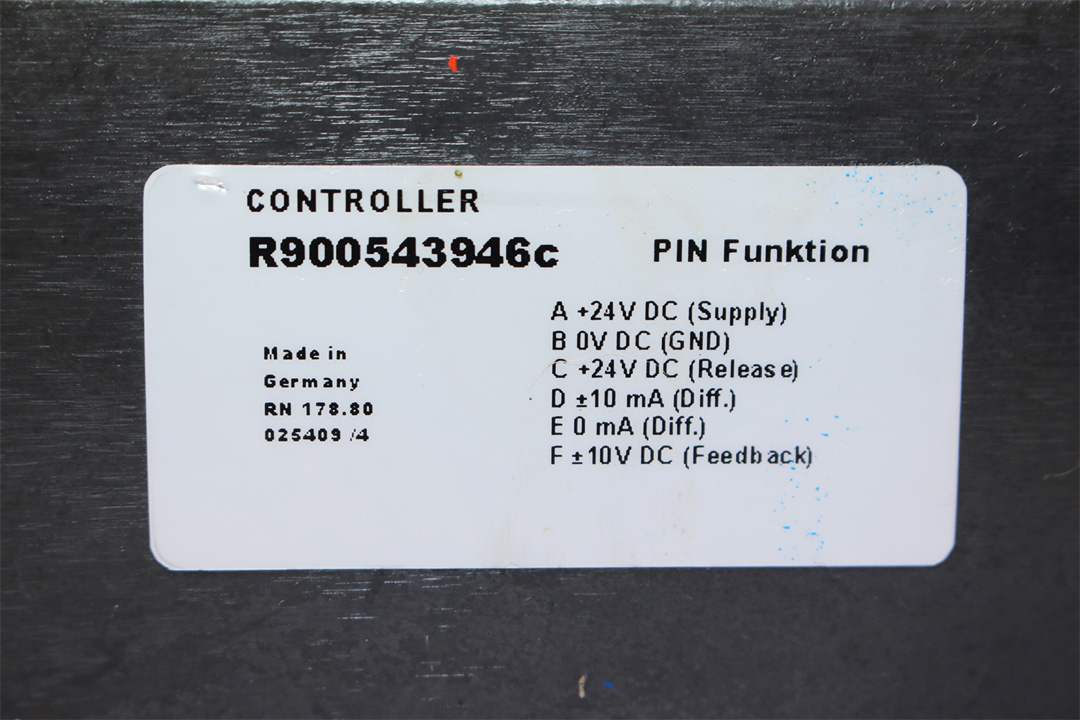 CONTROLLER
R900543946c
PIN Funktion
A +24V DC (Supply)
B 0V DC (GND)
C +24V DC (Release)
D ±10 mA (Diff.)
E 0 mA (Diff.)
F ±10V DC (Feedback)
Made in
Germany
RN 178.80
025409 /4